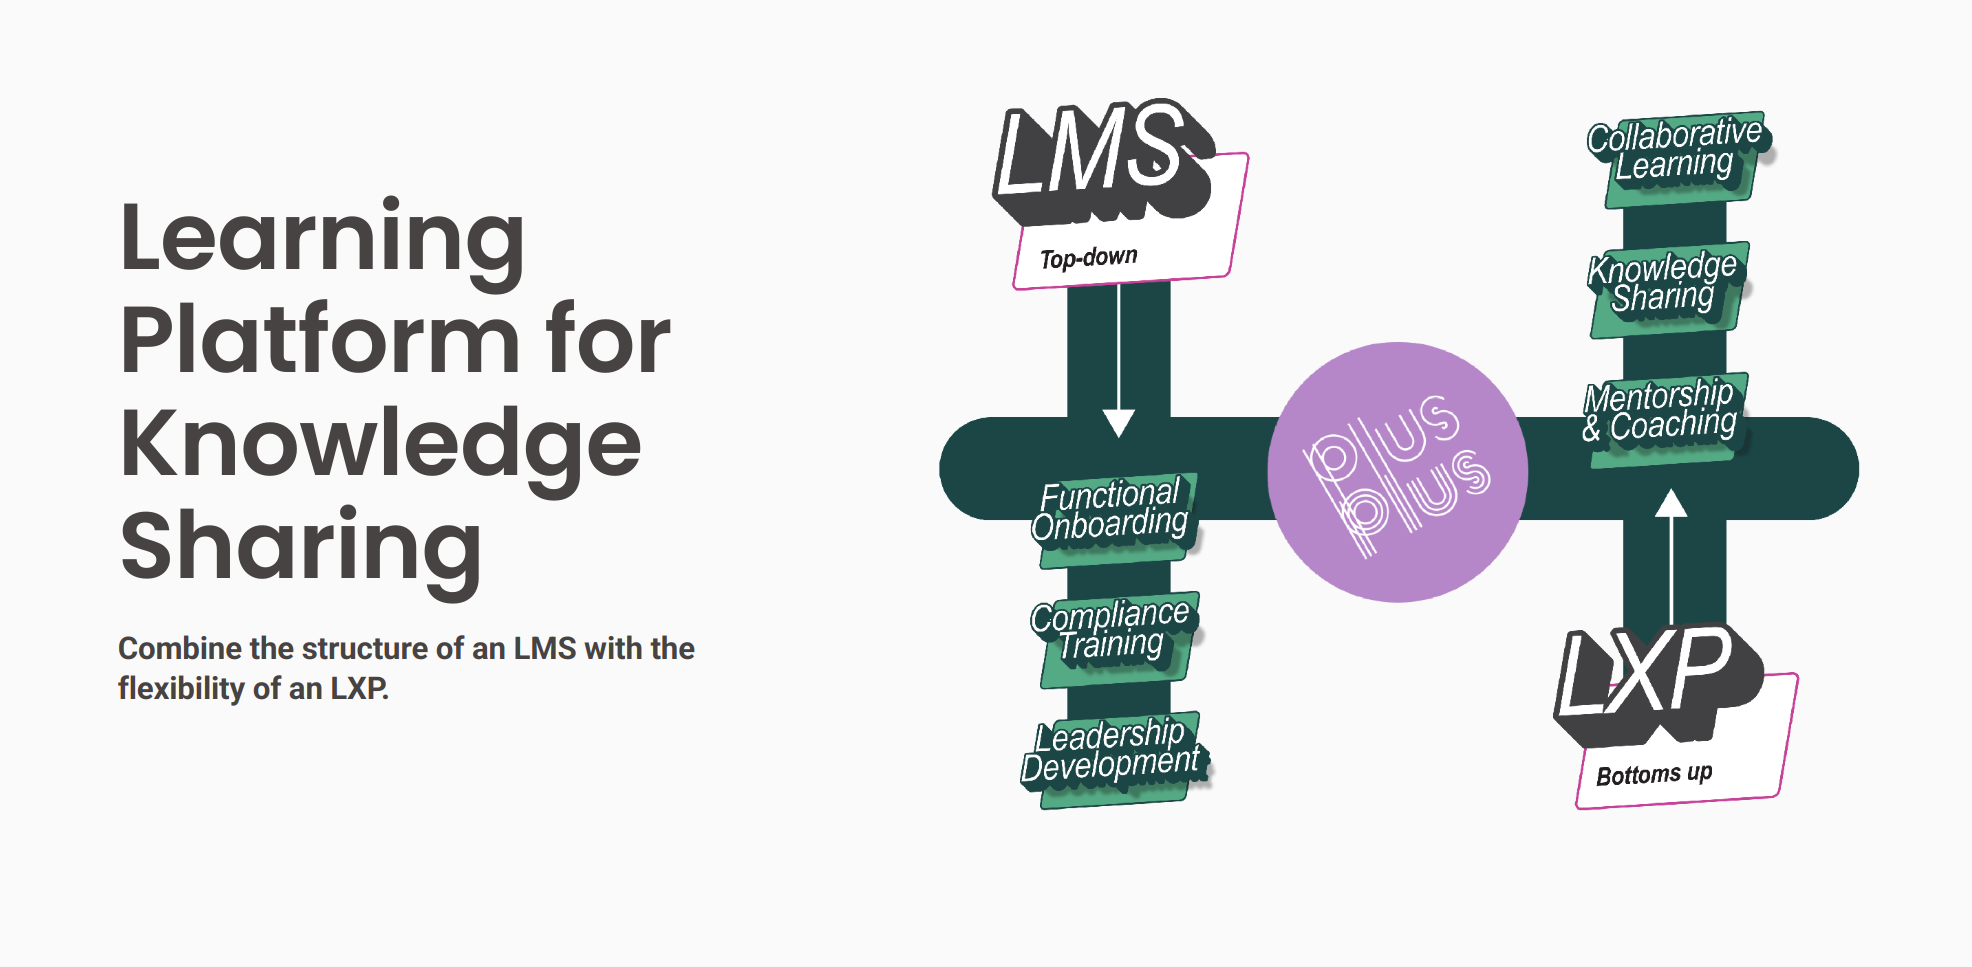 Learning
Platform for
Knowledge
Sharing
Combine the structure of an LMS with the
flexibility of an LXP.
LMS
Top-down
Functional
Onboarding
Compliance
Training
Leadership
Development
plus
plus
Collaborative
Learning
Knowledge
Sharing
Mentorship
& Coaching
LXP
Bottoms up